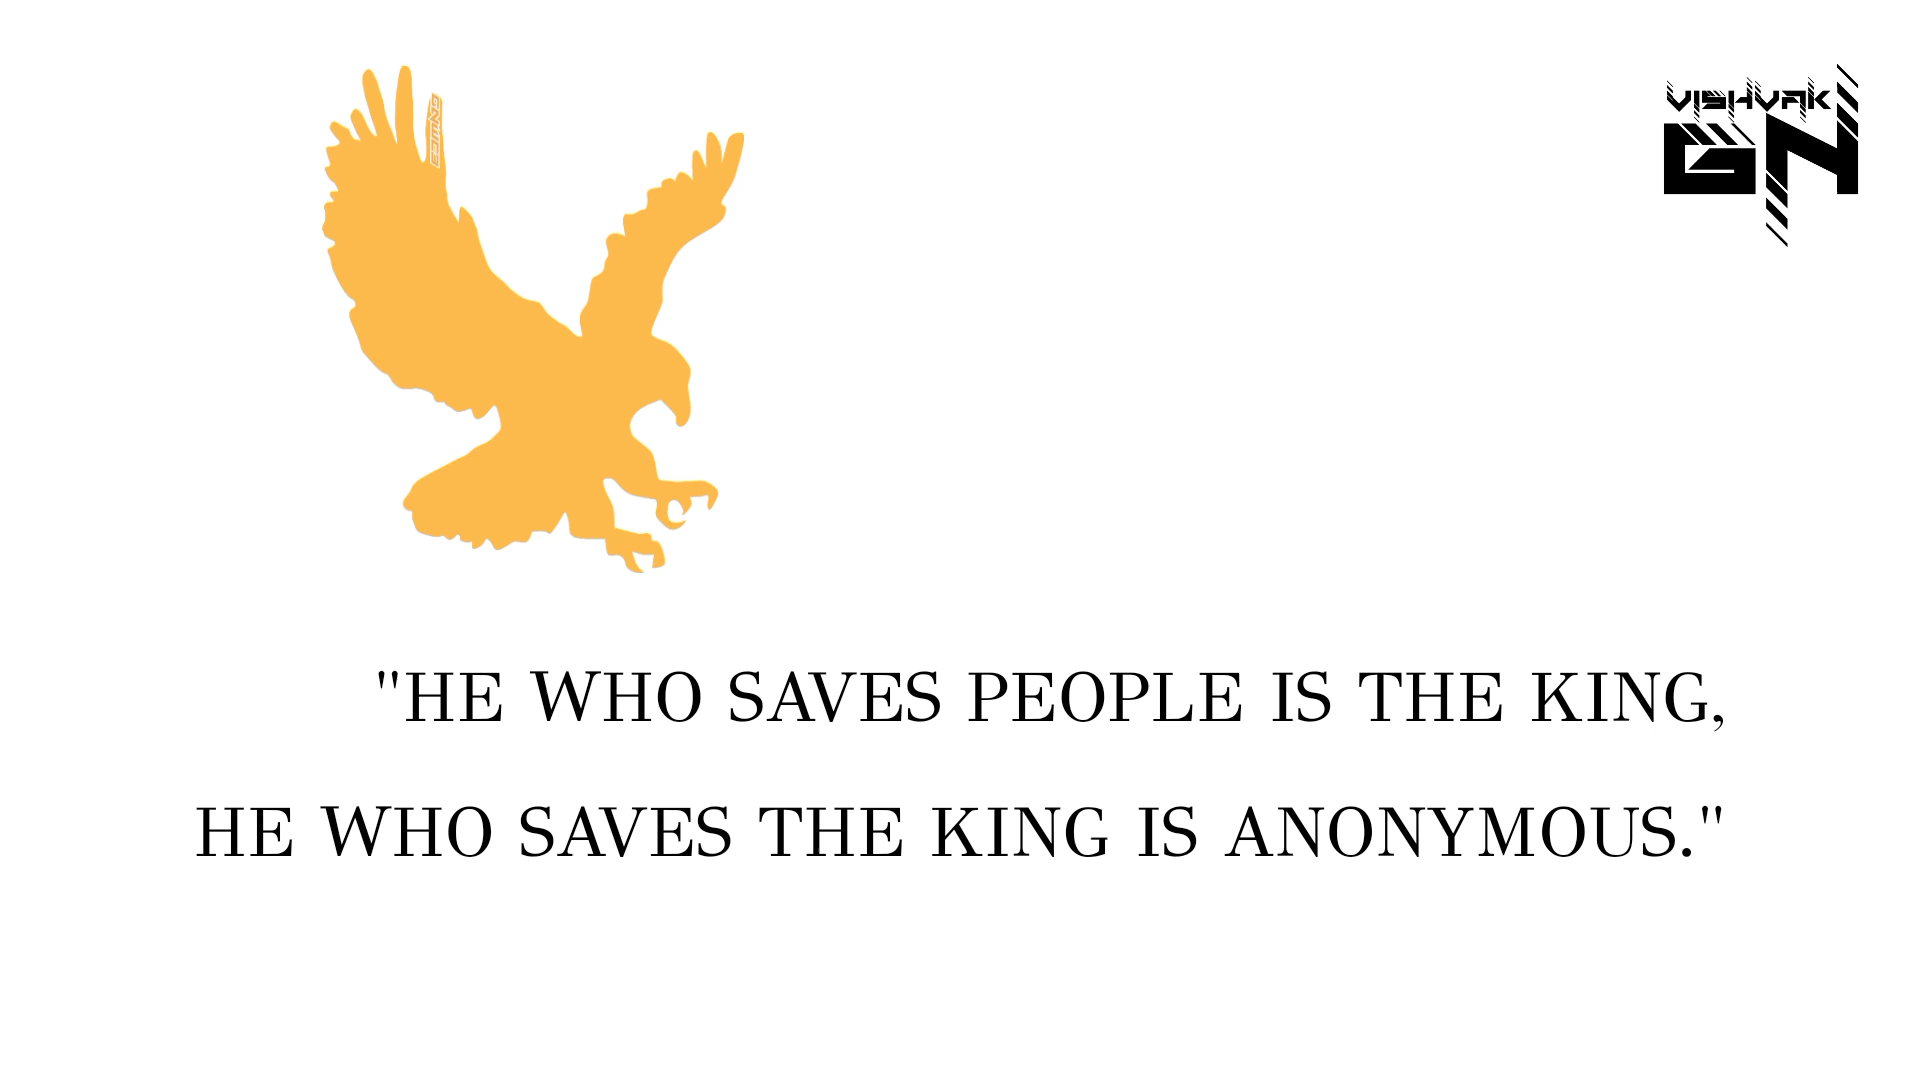 VISHVAK
GN
"HE WHO SAVES PEOPLE IS THE KING,
HE WHO SAVES THE KING IS ANONYMOUS."